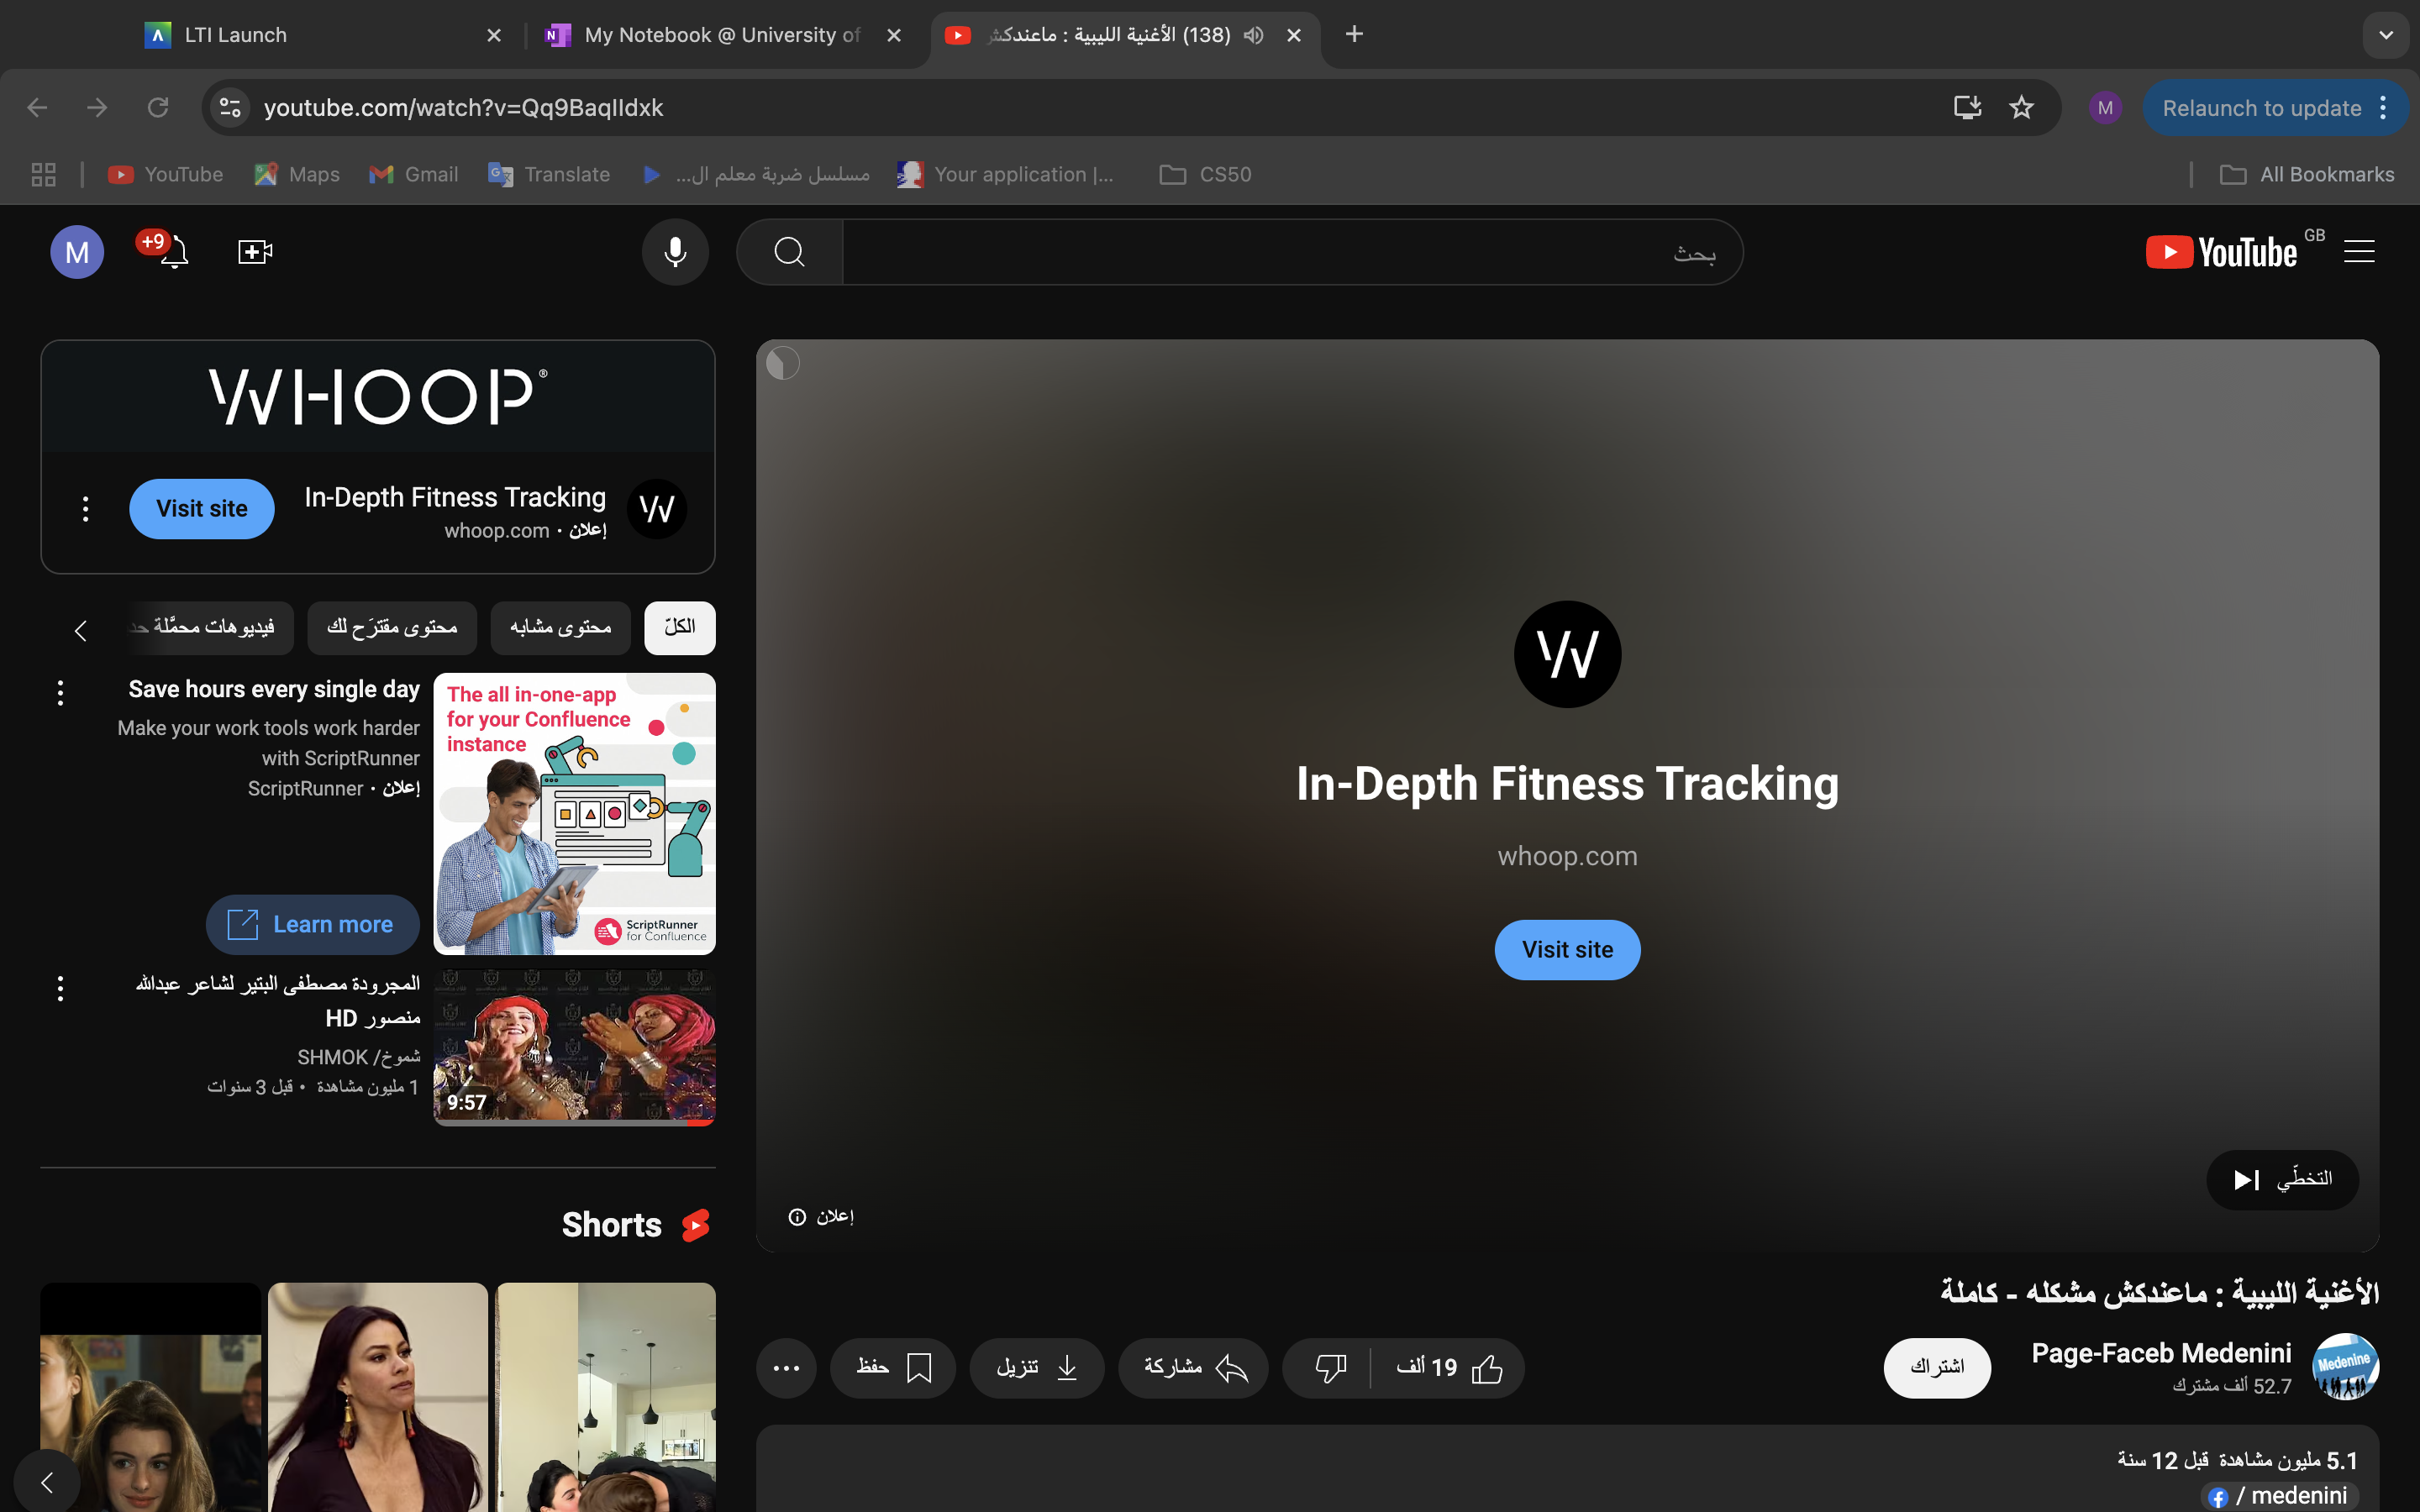 LTI Launch
My Notebook @ University of
(138) الأغنية الليبية : ماعندكش
youtube.com/watch?v=Qq9BaqlIdxk
M
Relaunch to update
YouTube
Maps
Gmail
Translate
مسلسل ضربة معلم ال...
Your application |...
CS50
All Bookmarks
M
+9
بحث
YouTube GB
WHOOP®
In-Depth Fitness Tracking
إعلان · whoop.com
Visit site
الكلّ
محتوى مشابه
محتوى مقترَح لك
فيديوهات محمَّلة حد
Save hours every single day
Make your work tools work harder
with ScriptRunner
إعلان · ScriptRunner
Learn more
The all in-one-app
for your Confluence
instance
ScriptRunner
for Confluence
المجرودة مصطفى البتير لشاعر عبدالله
منصور HD
شموخ/ SHMOK
1 مليون مشاهدة • قبل 3 سنوات
9:57
Shorts
In-Depth Fitness Tracking
whoop.com
Visit site
التخطّي
إعلان
الأغنية الليبية : ماعندكش مشكله - كاملة
Medenine
Page-Faceb Medenini
52.7 ألف مشترك
اشتراك
19 ألف
مشاركة
تنزيل
حفظ
5.1 مليون مشاهدة قبل 12 سنة
/ medenini